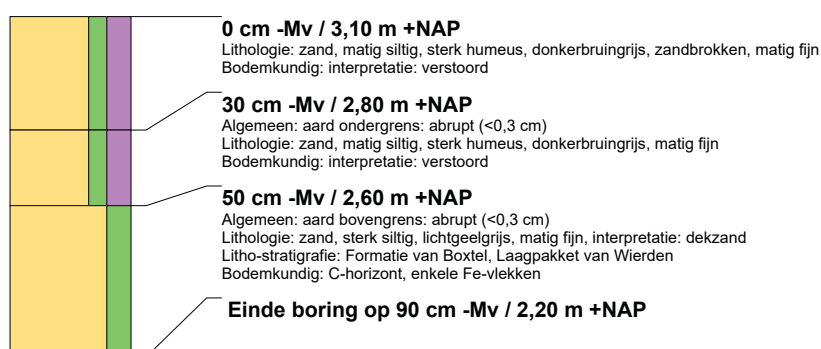 0 cm -Mv / 3,10 m +NAP
Lithologie: zand, matig siltig, sterk humeus, donkerbruingrijs, zandbrokken, matig fijn
Bodemkundig: interpretatie: verstoord
30 cm -Mv / 2,80 m +NAP
Algemeen: aard ondergrens: abrupt (<0,3 cm)
Lithologie: zand, matig siltig, sterk humeus, donkerbruingrijs, matig fijn
Bodemkundig: interpretatie: verstoord
50 cm -Mv / 2,60 m +NAP
Algemeen: aard bovengrens: abrupt (<0,3 cm)
Lithologie: zand, sterk siltig, lichtgeelgrijs, matig fijn, interpretatie: dekzand
Litho-stratigrafie: Formatie van Boxtel, Laagpakket van Wierden
Bodemkundig: C-horizont, enkele Fe-vlekken
Einde boring op 90 cm -Mv / 2,20 m +NAP